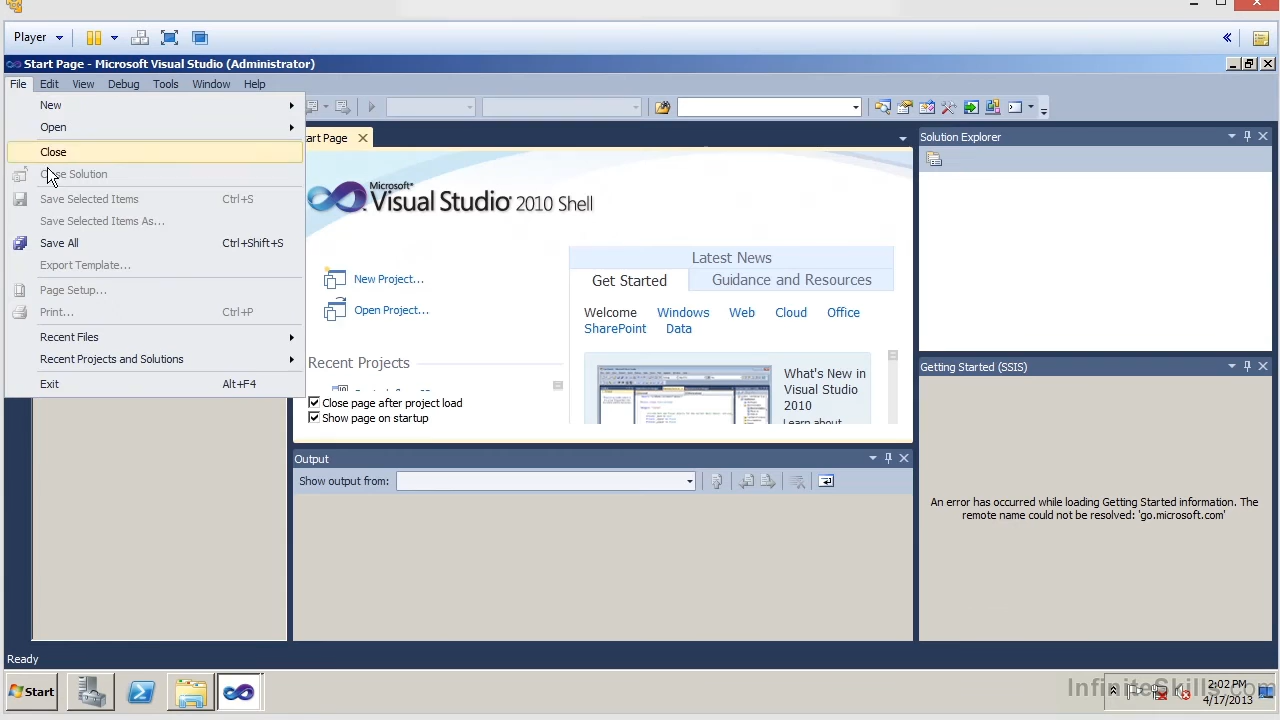 Player
Start Page - Microsoft Visual Studio (Administrator)
File Edit View Debug Tools Window Help
New
Open
Close
Close Solution
Save Selected Items Ctrl+S
Save Selected Items As...
Save All Ctrl+Shift+S
Export Template...
Page Setup...
Print... Ctrl+P
Recent Files
Recent Projects and Solutions
Exit Alt+F4
art Page
Microsoft®
Visual Studio® 2010 Shell
New Project...
Open Project...
Recent Projects
Close page after project load
Show page on startup
Latest News
Get Started Guidance and Resources
Welcome Windows Web Cloud Office
SharePoint Data
What's New in
Visual Studio
2010
Learn about
Output
Show output from:
Solution Explorer
Getting Started (SSIS)
An error has occurred while loading Getting Started information. The
remote name could not be resolved: 'go.microsoft.com'
Ready
Start
InfiniteSkills.com
2:02 PM
4/17/2013